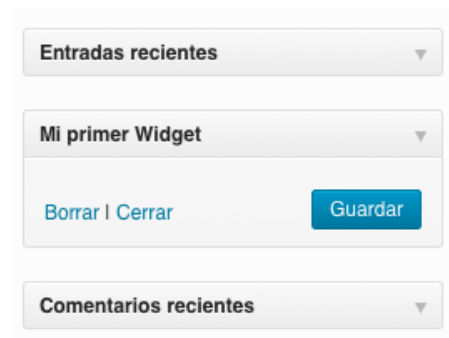 Entradas recientes
Mi primer Widget
Borrar | Cerrar Guardar
Comentarios recientes